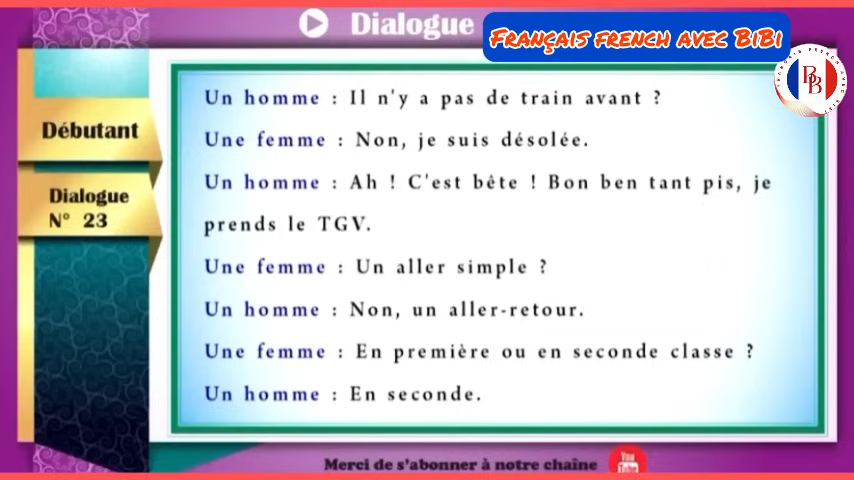 Dialogue
Français french avec BiBi
Débutant
Dialogue
N° 23
Un homme : Il n'y a pas de train avant ?
Une femme : Non, je suis désolée.
Un homme : Ah ! C'est bête ! Bon ben tant pis, je
prends le TGV.
Une femme : Un aller simple ?
Un homme : Non, un aller-retour.
Une femme : En première ou en seconde classe ?
Un homme : En seconde.
Merci de s'abonner à notre chaîne
You
Tube